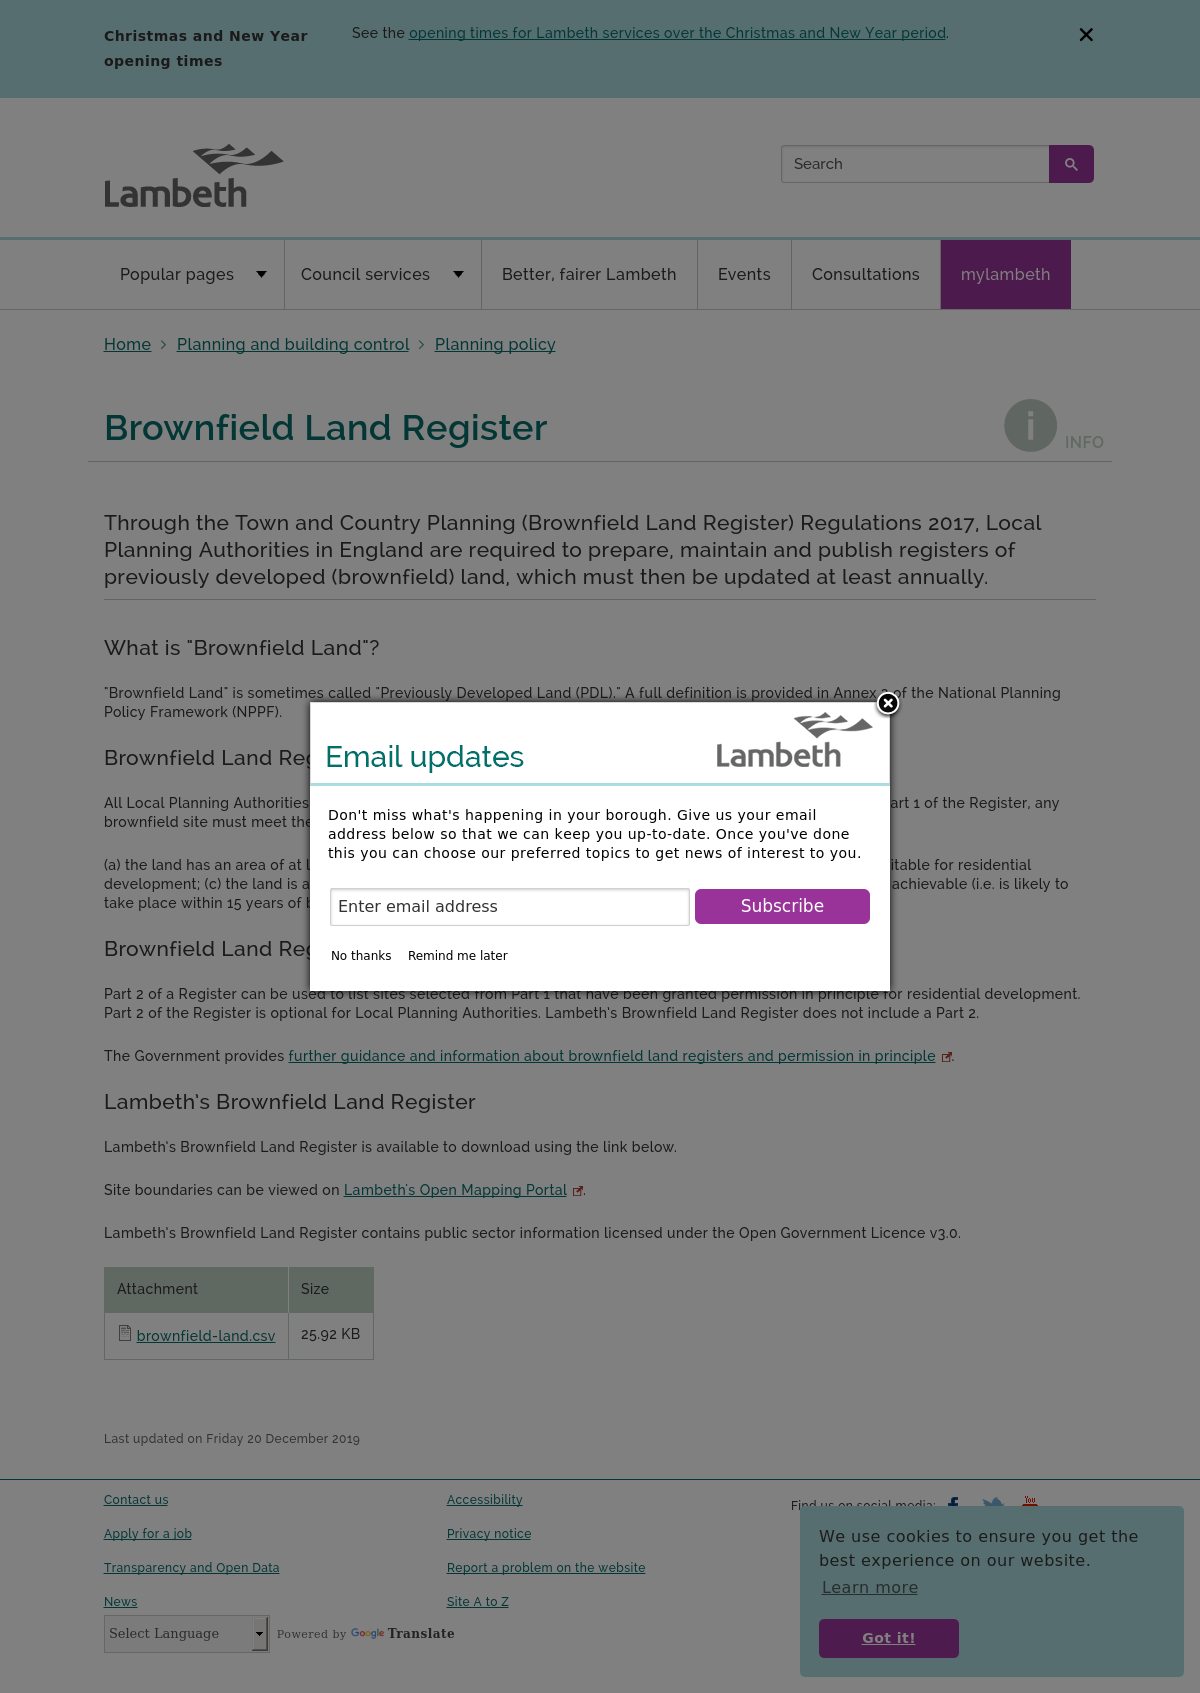 Christmas and New Year
opening times
See the opening times for Lambeth services over the Christmas and New Year period.
Lambeth
Search
Popular pages
Council services
Better, fairer Lambeth
Events
Consultations
mylambeth
Home > Planning and building control > Planning policy
Brownfield Land Register
i INFO
Through the Town and Country Planning (Brownfield Land Register) Regulations 2017, Local
Planning Authorities in England are required to prepare, maintain and publish registers of
previously developed (brownfield) land, which must then be updated at least annually.
What is "Brownfield Land"?
"Brownfield Land" is sometimes called "Previously Developed Land (PDL)." A full definition is provided in Annex of the National Planning
Policy Framework (NPPF).
Brownfield Land
All Local Planning Authorities
1 of the Register, any
brownfield site must meet
(a) the land has an area of at
for residential
development; (c) the land is
achievable (i.e. is likely to
take place within 15 years of
Email updates
Lambeth
Don't miss what's happening in your borough. Give us your email
address below so that we can keep you up-to-date. Once you've done
this you can choose our preferred topics to get news of interest to you.
Enter email address
Subscribe
No thanks
Remind me later
Brownfield Land
Part 2 of a Register can be used to list sites selected from Part 1 that have been granted permission in principle for residential development.
Part 2 of the Register is optional for Local Planning Authorities. Lambeth's Brownfield Land Register does not include a Part 2.
The Government provides further guidance and information about brownfield land registers and permission in principle .
Lambeth's Brownfield Land Register
Lambeth's Brownfield Land Register is available to download using the link below.
Site boundaries can be viewed on Lambeth's Open Mapping Portal .
Lambeth's Brownfield Land Register contains public sector information licensed under the Open Government Licence v3.0.
Attachment Size
brownfield-land.csv 25.92 KB
Last updated on Friday 20 December 2019
Contact us
Apply for a job
Transparency and Open Data
News
Accessibility
Privacy notice
Report a problem on the website
Site A to Z
Find us on social media:
You
Select Language
Powered by Google Translate
We use cookies to ensure you get the
best experience on our website.
Learn more
Got it!